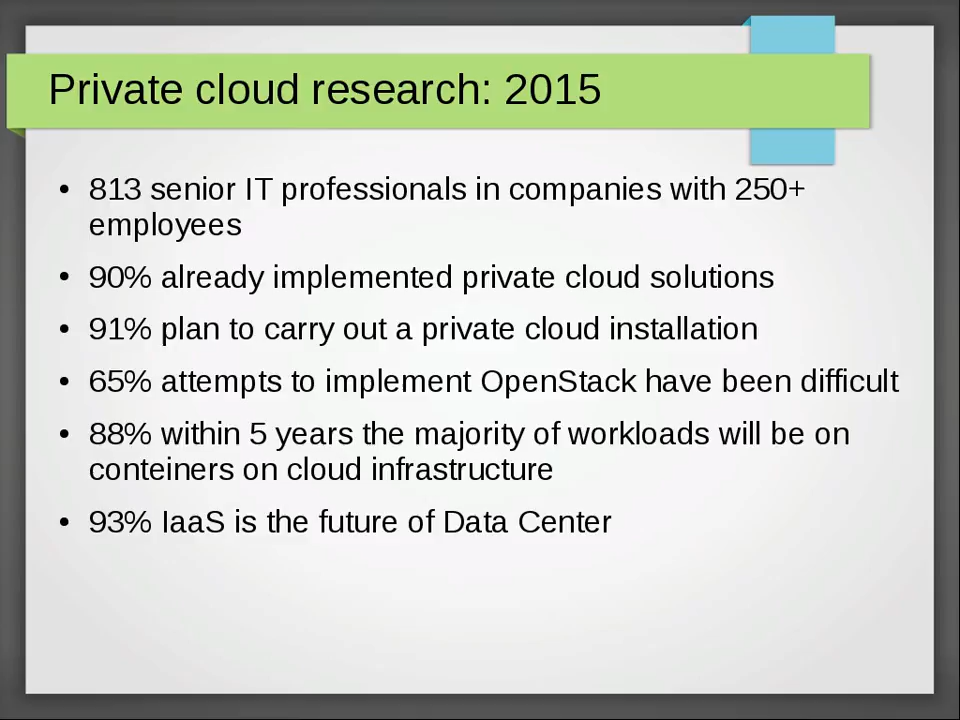 Private cloud research: 2015
• 813 senior IT professionals in companies with 250+
employees
• 90% already implemented private cloud solutions
• 91% plan to carry out a private cloud installation
• 65% attempts to implement OpenStack have been difficult
• 88% within 5 years the majority of workloads will be on
conteiners on cloud infrastructure
• 93% IaaS is the future of Data Center